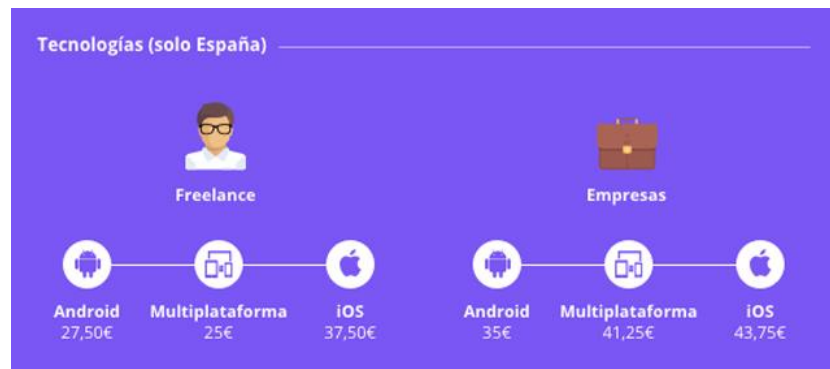 Tecnologías (solo España)
Freelance
Empresas
Android
Multiplataforma
iOS
27,50€
25€
37,50€
Android
Multiplataforma
iOS
35€
41,25€
43,75€